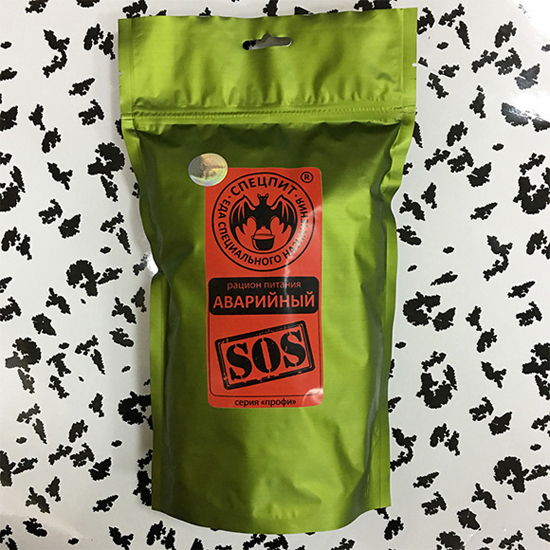 ·СПЕЦПИТ·
ЕДА СПЕЦИАЛЬНОГО НАЗНАЧЕНИЯ
®
рацион питания
АВАРИЙНЫЙ
SOS
серия «профи»